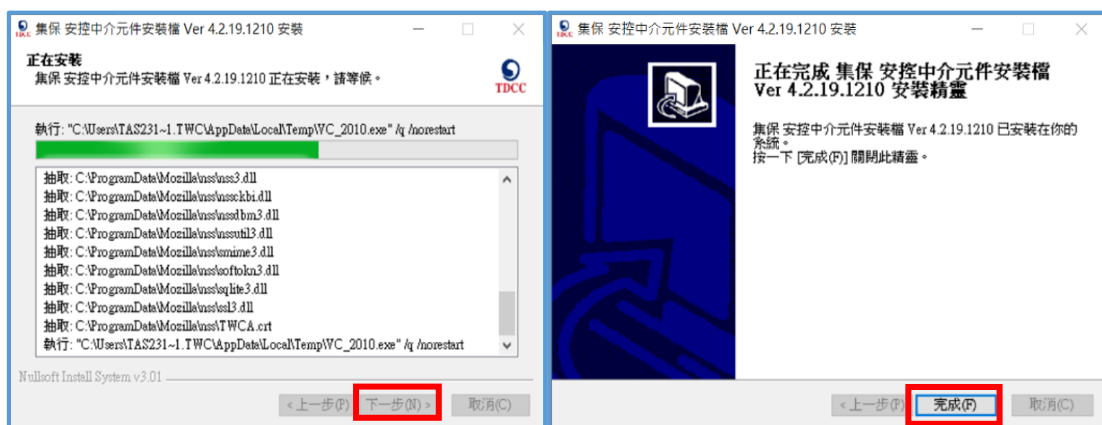 集保 安控中介元件安裝檔 Ver 4.2.19.1210 安裝
正在安裝
集保 安控中介元件安裝檔 Ver 4.2.19.1210 正在安裝，請等候。
TDCC
執行: "C:\Users\TAS231~1.TWC\AppData\Local\Temp\VC_2010.exe" /q /norestart
抽取: C:\ProgramData\Mozilla\nss\nss3.dll
抽取: C:\ProgramData\Mozilla\nss\nssckbi.dll
抽取: C:\ProgramData\Mozilla\nss\nssdbm3.dll
抽取: C:\ProgramData\Mozilla\nss\nssutil3.dll
抽取: C:\ProgramData\Mozilla\nss\smime3.dll
抽取: C:\ProgramData\Mozilla\nss\softokn3.dll
抽取: C:\ProgramData\Mozilla\nss\sqlite3.dll
抽取: C:\ProgramData\Mozilla\nss\ssl3.dll
抽取: C:\ProgramData\Mozilla\nss\TWCA.crt
執行: "C:\Users\TAS231~1.TWC\AppData\Local\Temp\VC_2010.exe" /q /norestart
Nullsoft Install System v3.01
<上一步(P) 下一步(N) > 取消(C)
集保 安控中介元件安裝檔 Ver 4.2.19.1210 安裝
正在完成 集保 安控中介元件安裝檔
Ver 4.2.19.1210 安裝精靈
集保 安控中介元件安裝檔 Ver 4.2.19.1210 已安裝在你的
系統。
按一下 [完成(F)] 關閉此精靈。
<上一步(P) 完成(F) 取消(C)